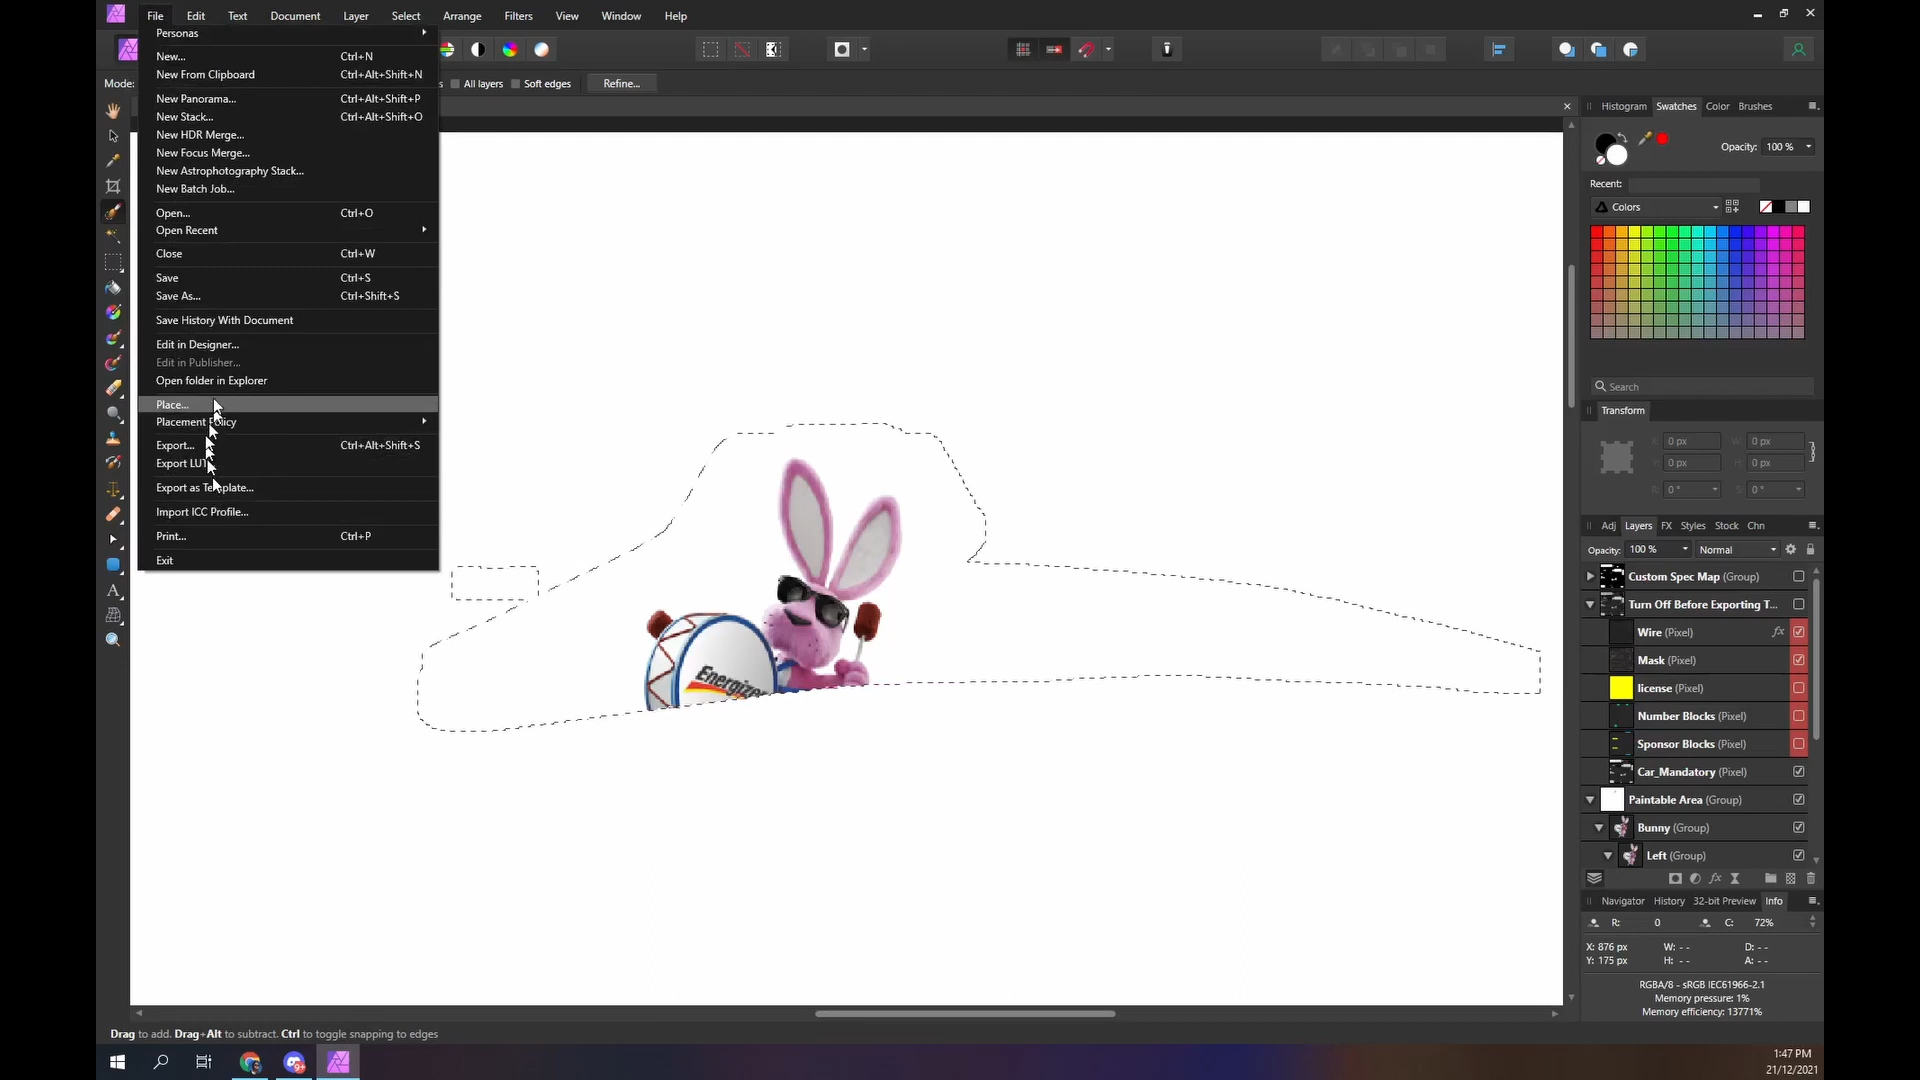 File Edit Text Document Layer Select Arrange Filters View Window Help
Personas
New... Ctrl+N
New From Clipboard Ctrl+Alt+Shift+N
New Panorama... Ctrl+Alt+Shift+P
New Stack... Ctrl+Alt+Shift+O
New HDR Merge...
New Focus Merge...
New Astrophotography Stack...
New Batch Job...
Open... Ctrl+O
Open Recent
Close Ctrl+W
Save Ctrl+S
Save As... Ctrl+Shift+S
Save History With Document
Edit in Designer...
Edit in Publisher...
Open folder in Explorer
Place...
Placement Policy
Export... Ctrl+Alt+Shift+S
Export LUT
Export as Template...
Import ICC Profile...
Print... Ctrl+P
Exit
Mode: All layers Soft edges Refine...
Energizer
Histogram Swatches Color Brushes
Opacity: 100 %
Recent:
Colors
Search
Transform
X: 0 px W: 0 px
Y: 0 px H: 0 px
R: 0 ° S: 0 °
Adj Layers FX Styles Stock Chn
Opacity: 100 % Normal
Custom Spec Map (Group)
Turn Off Before Exporting T...
Wire (Pixel) fx
Mask (Pixel)
license (Pixel)
Number Blocks (Pixel)
Sponsor Blocks (Pixel)
Car_Mandatory (Pixel)
Paintable Area (Group)
Bunny (Group)
Left (Group)
fx
Navigator History 32-bit Preview Info
R: 0 C: 72%
X: 876 px W: - - D: - -
Y: 175 px H: - - A: - -
RGBA/8 - sRGB IEC61966-2.1
Memory pressure: 1%
Memory efficiency: 13771%
Drag to add. Drag+Alt to subtract. Ctrl to toggle snapping to edges
9+
1:47 PM
21/12/2021